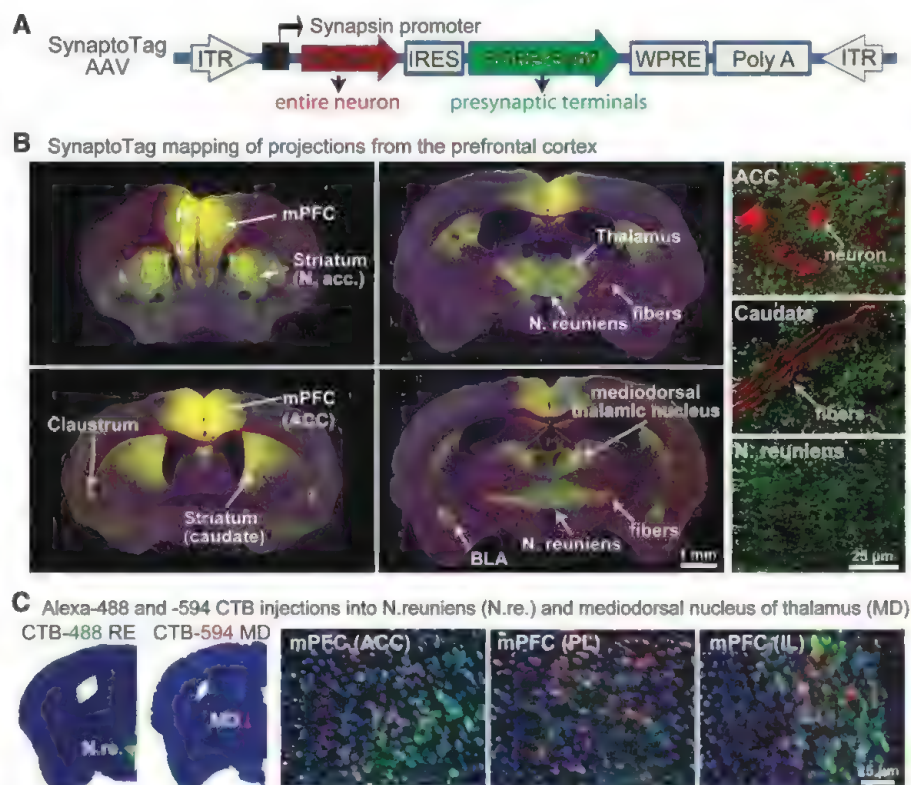 A
SynaptoTag
AAV
Synapsin promoter
ITR
IRES
WPRE
Poly A
ITR
entire neuron
presynaptic terminals
B SynaptoTag mapping of projections from the prefrontal cortex
mPFC
Striatum
(N. acc.)
Thalamus
N. reuniens
fibers
ACC
neuron
Caudate
fibers
N. reuniens
25 µm
mPFC
(ACC)
Claustrum
Striatum
(caudate)
mediodorsal
thalamic nucleus
fibers
N. reuniens
BLA
1 mm
C Alexa-488 and -594 CTB injections into N.reuniens (N.re.) and mediodorsal nucleus of thalamus (MD)
CTB-488 RE
CTB-594 MD
N.re.
MD
mPFC (ACC)
mPFC (PL)
mPFC (IL)
25 µm